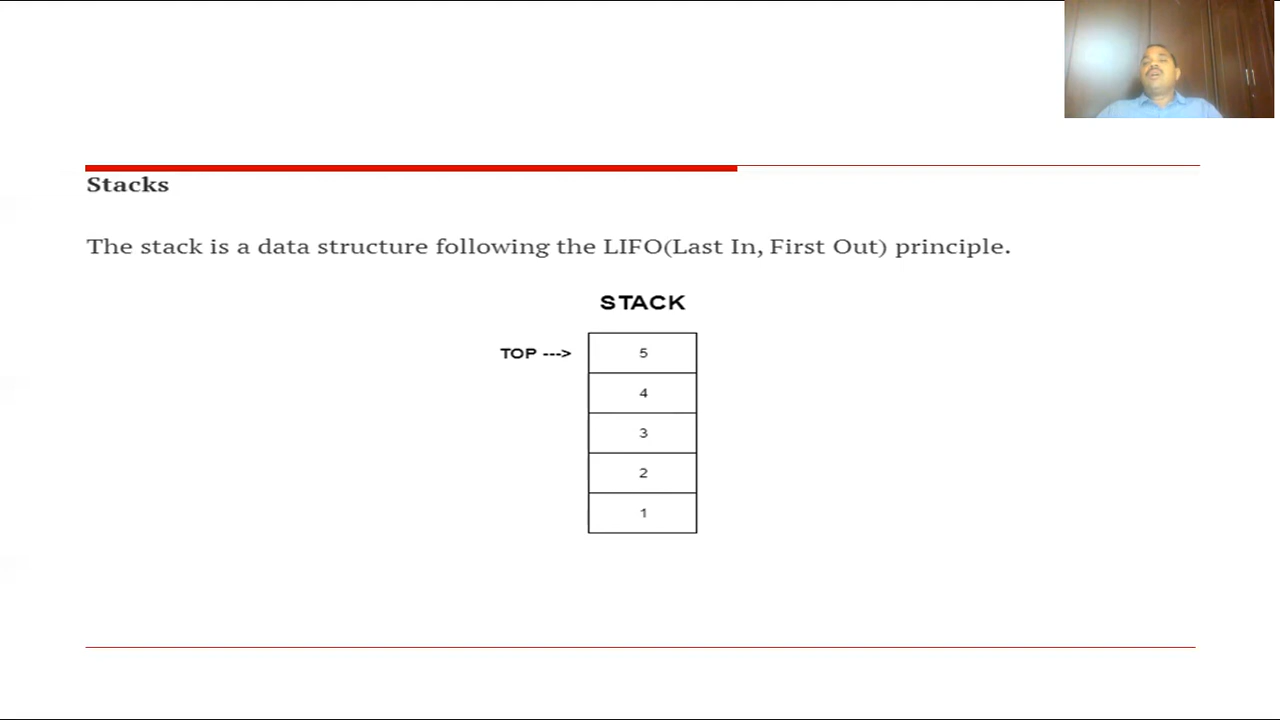 Stacks
The stack is a data structure following the LIFO(Last In, First Out) principle.
STACK
TOP --->
5
4
3
2
1